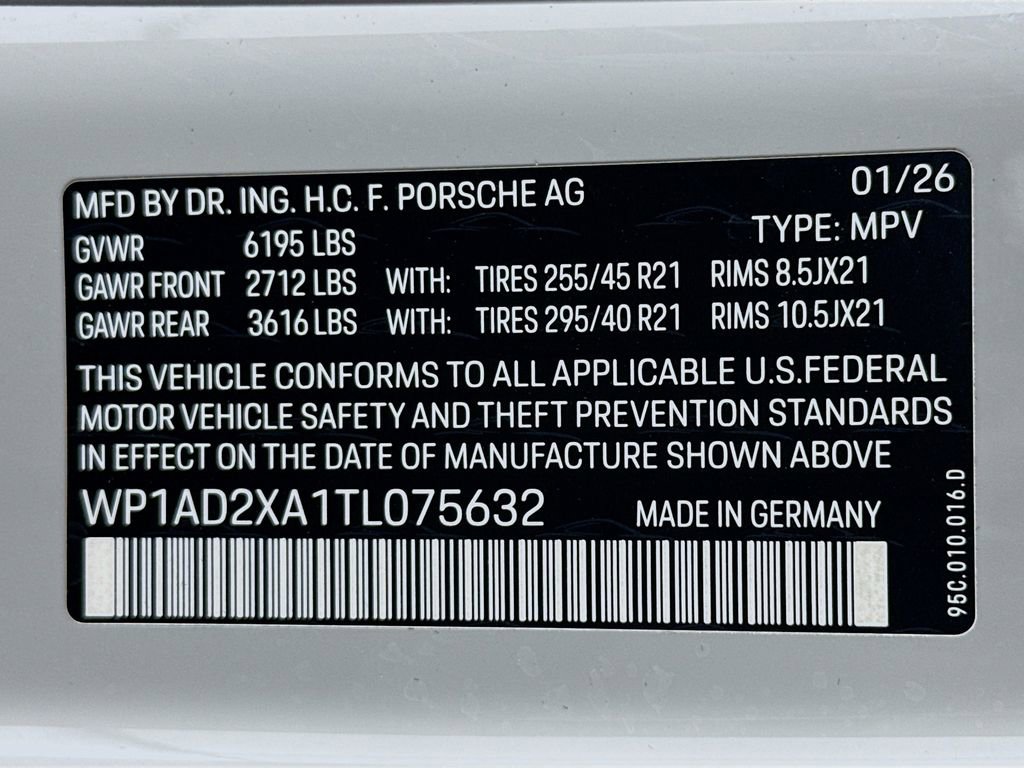 MFD BY DR. ING. H.C. F. PORSCHE AG 01/26
TYPE: MPV
GVWR 6195 LBS
GAWR FRONT 2712 LBS WITH: TIRES 255/45 R21 RIMS 8.5JX21
GAWR REAR 3616 LBS WITH: TIRES 295/40 R21 RIMS 10.5JX21
THIS VEHICLE CONFORMS TO ALL APPLICABLE U.S.FEDERAL
MOTOR VEHICLE SAFETY AND THEFT PREVENTION STANDARDS
IN EFFECT ON THE DATE OF MANUFACTURE SHOWN ABOVE
WP1AD2XA1TL075632 MADE IN GERMANY
95C.010.016.D